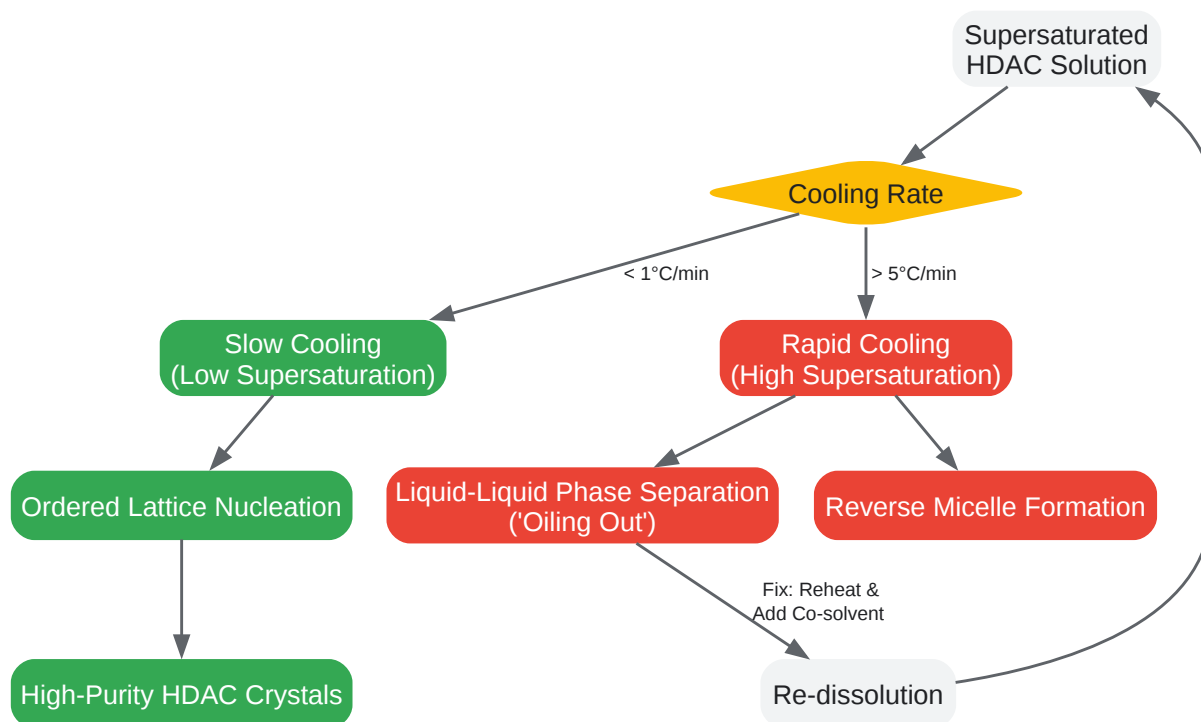 Supersaturated
HDAC Solution
Cooling Rate
< 1°C/min
> 5°C/min
Slow Cooling
(Low Supersaturation)
Rapid Cooling
(High Supersaturation)
Ordered Lattice Nucleation
Liquid-Liquid Phase Separation
('Oiling Out')
Reverse Micelle Formation
Fix: Reheat &
Add Co-solvent
High-Purity HDAC Crystals
Re-dissolution